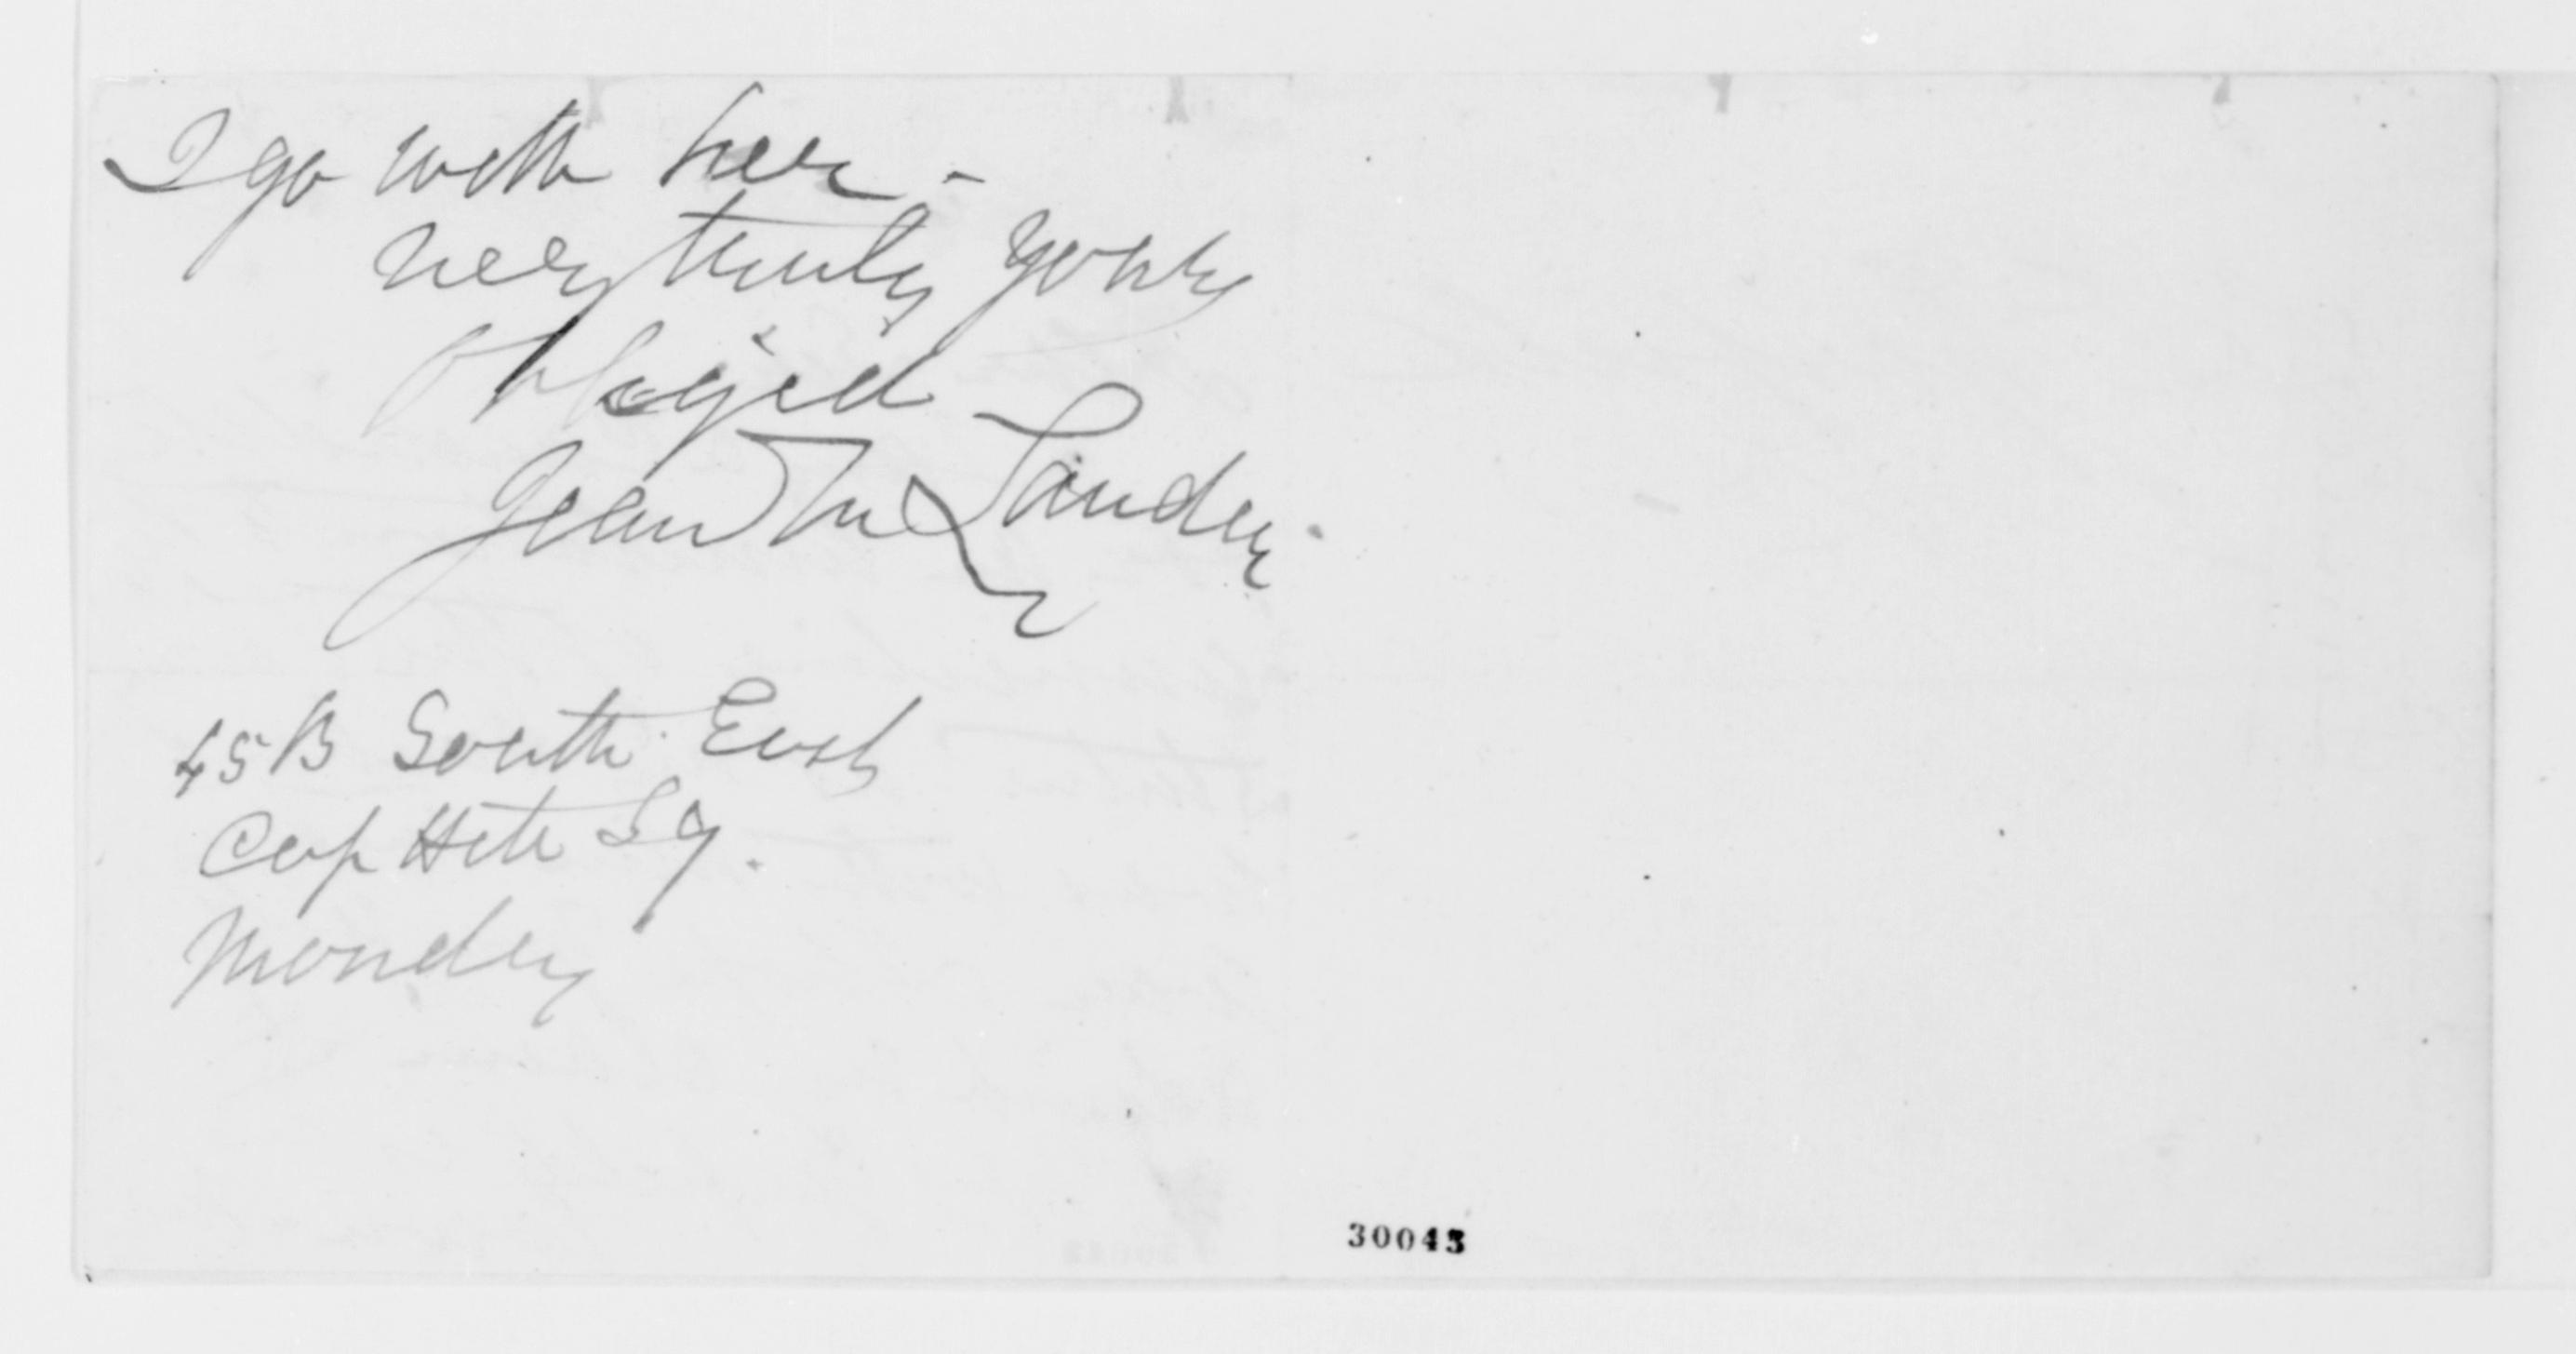 I go with her -
very truly yours
obliged
Jean M Lander.
45 B South East
Cap Hill Sq.
Monday
30043